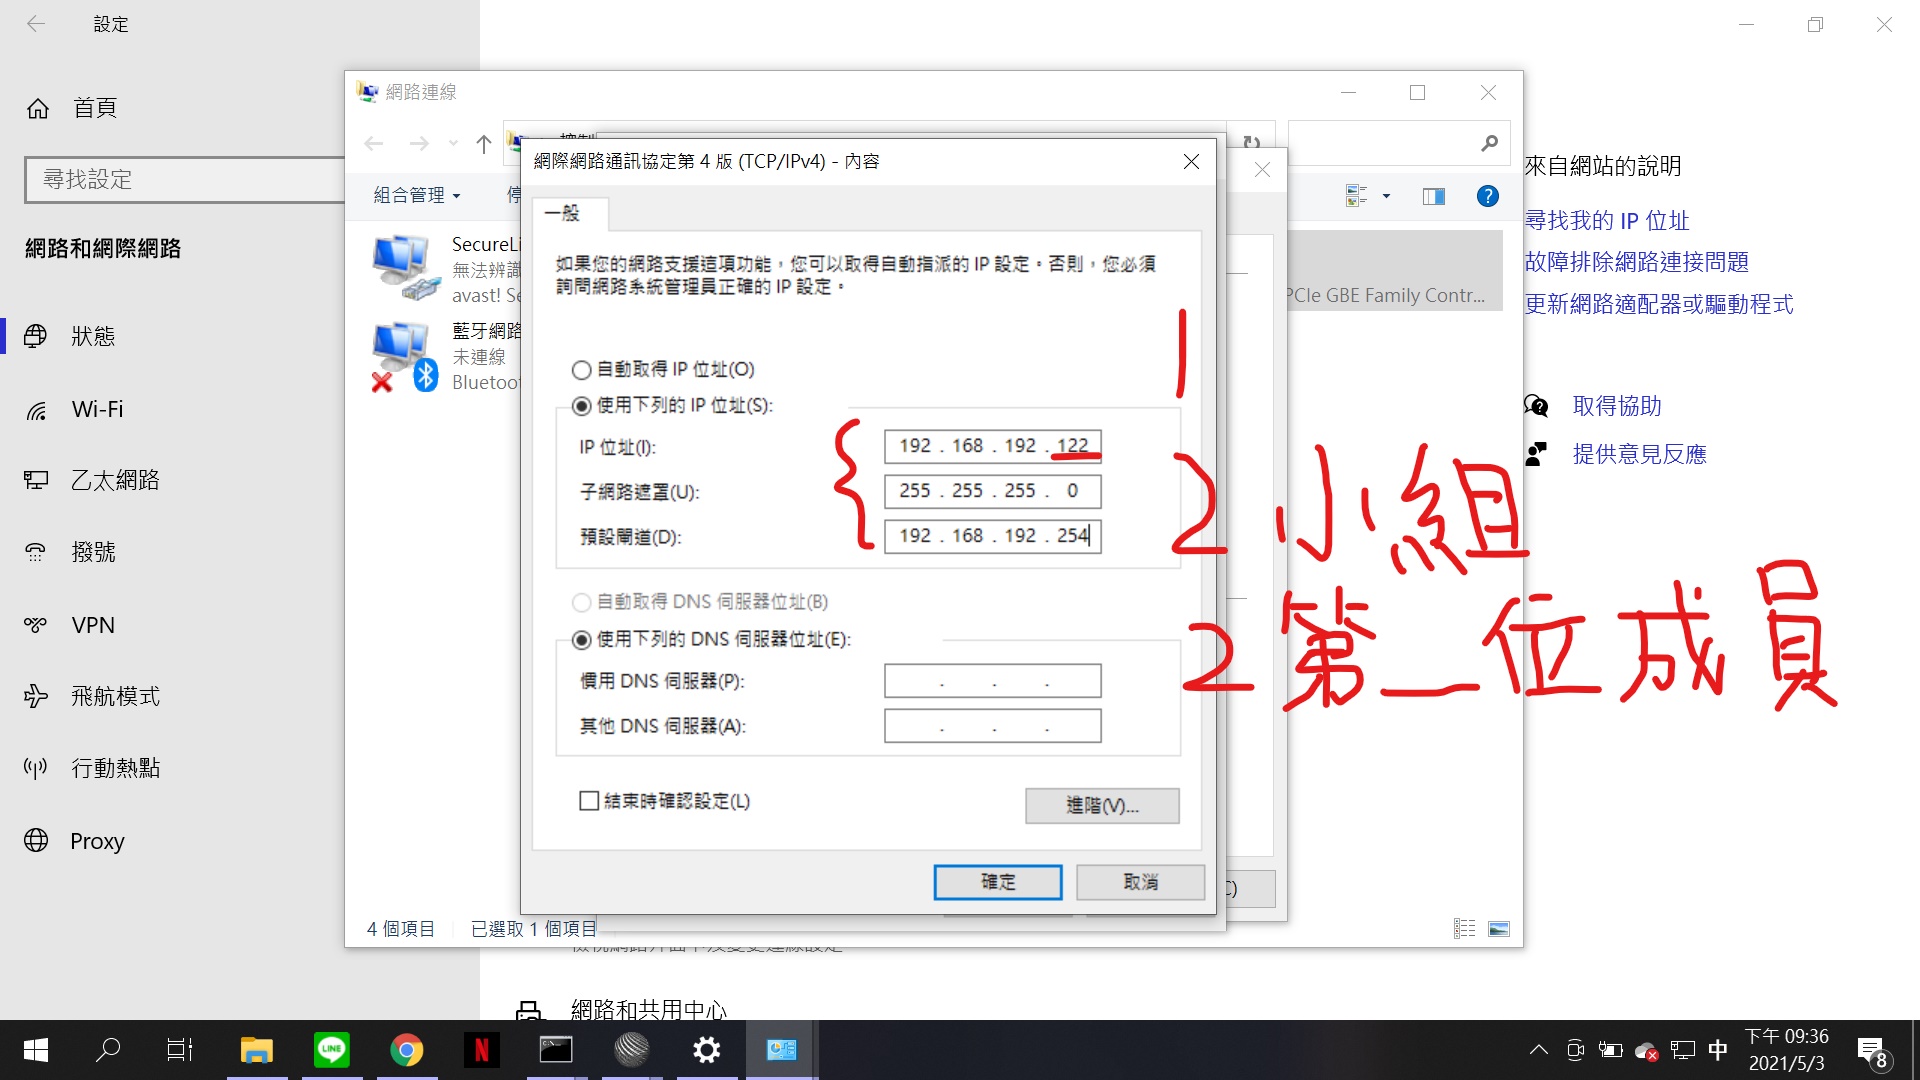 設定
首頁
尋找設定
網路和網際網路
狀態
Wi-Fi
乙太網路
撥號
VPN
飛航模式
行動熱點
Proxy
網路連線
組合管理
停
SecureLi
無法辨識
avast! Se
藍牙網路
未連線
Bluetoot
PCIe GBE Family Contr...
4 個項目
已選取 1 個項目
網際網路通訊協定第 4 版 (TCP/IPv4) - 內容
一般
如果您的網路支援這項功能，您可以取得自動指派的 IP 設定。否則，您必須
詢問網路系統管理員正確的 IP 設定。
自動取得 IP 位址(O)
使用下列的 IP 位址(S):
IP 位址(I):
192 . 168 . 192 . 122
子網路遮罩(U):
255 . 255 . 255 . 0
預設閘道(D):
192 . 168 . 192 . 254
自動取得 DNS 伺服器位址(B)
使用下列的 DNS 伺服器位址(E):
慣用 DNS 伺服器(P):
其他 DNS 伺服器(A):
結束時確認設定(L)
進階(V)...
確定
取消
1
2 小組
2 第二位成員
來自網站的說明
尋找我的 IP 位址
故障排除網路連接問題
更新網路適配器或驅動程式
取得協助
提供意見反應
網路和共用中心
LINE
中
下午 09:36
2021/5/3
8